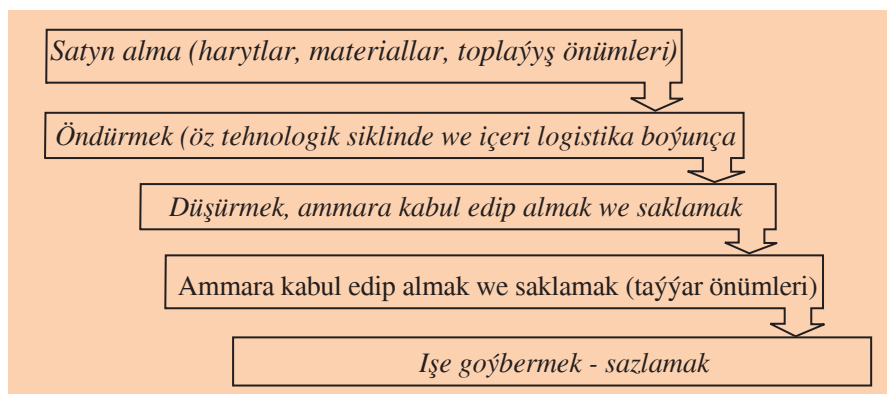 Satyn alma (harytlar, materiallar, toplaýyş önümleri)
Öndürmek (öz tehnologik siklinde we içeri logistika boýunça
Düşürmek, ammara kabul edip almak we saklamak
Ammara kabul edip almak we saklamak (taýýar önümleri)
Işe goýbermek - sazlamak